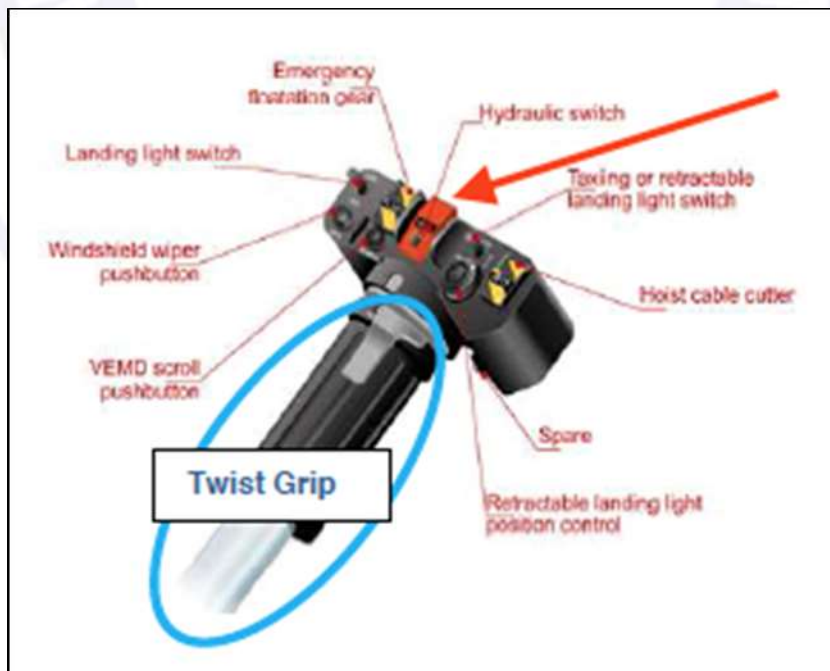 Emergency
floatation gear
Hydraulic switch
Landing light switch
Taxiing or retractable
landing light switch
Windshield wiper
pushbutton
Hoist cable cutter
VEMD scroll
pushbutton
Spare
Twist Grip
Retractable landing light
position control